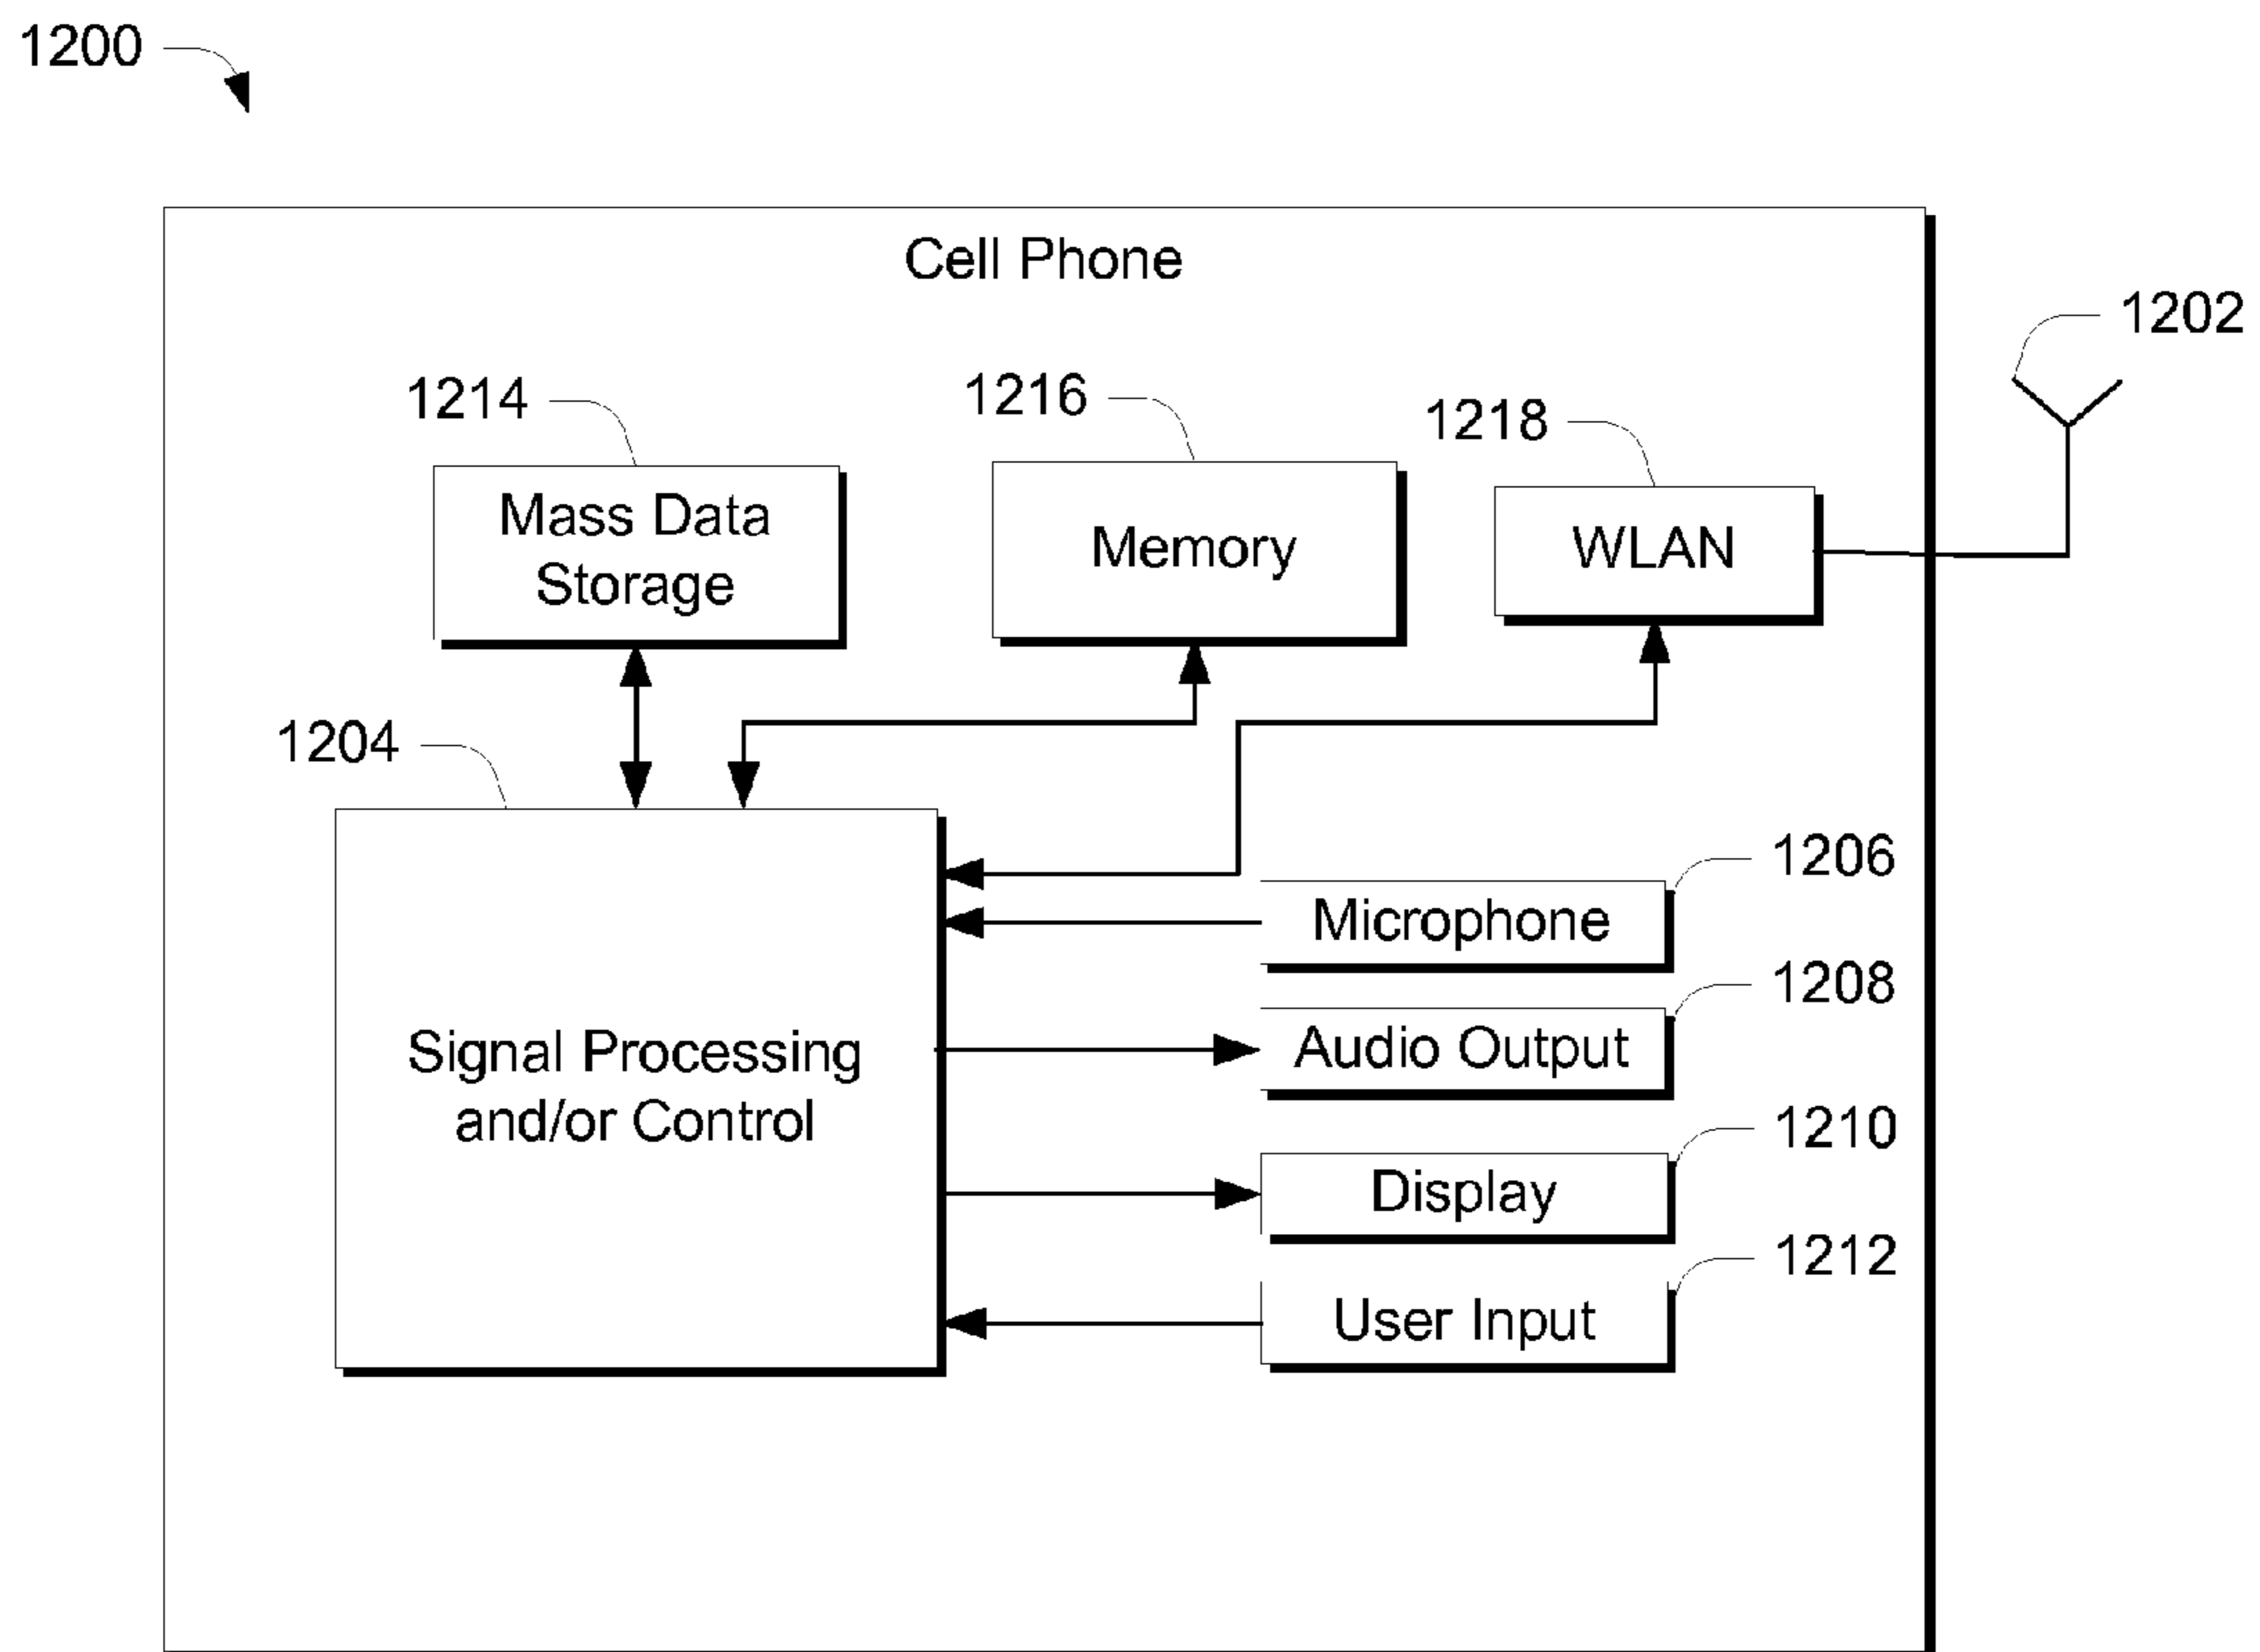 1200
Cell Phone
1202
1214
1216
1218
Mass Data
Storage
Memory
WLAN
1204
Signal Processing
and/or Control
1206
Microphone
1208
Audio Output
1210
Display
1212
User Input